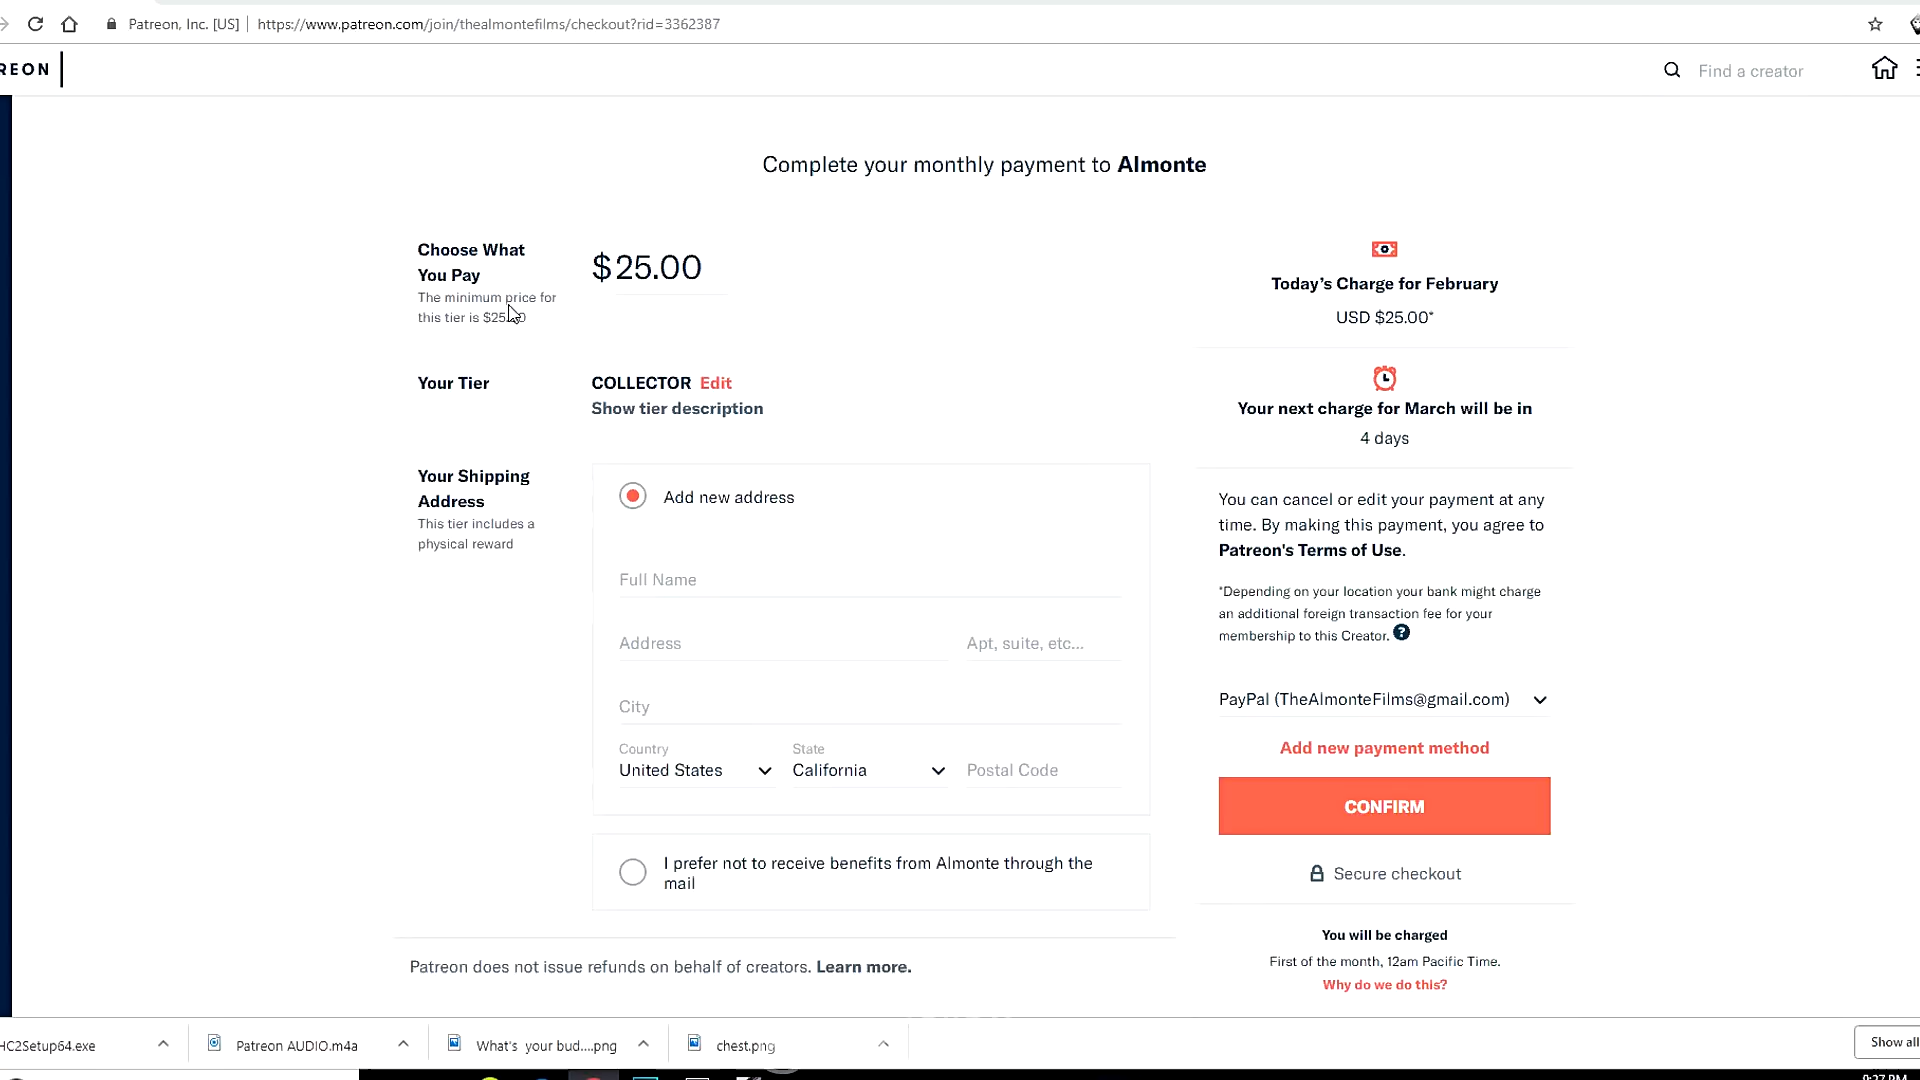 Patreon, Inc. [US] https://www.patreon.com/join/thealmontefilms/checkout?rid=3362387
REON
Find a creator
Complete your monthly payment to Almonte
Choose What
You Pay
The minimum price for
this tier is
$25.00
Your Tier
COLLECTOR Edit
Show tier description
Your Shipping
Address
This tier includes a
physical reward
Add new address
Full Name
Address Apt, suite, etc...
City
Country State
United States California Postal Code
I prefer not to receive benefits from Almonte through the
mail
Today's Charge for February
USD $25.00*
Your next charge for March will be in
4 days
You can cancel or edit your payment at any
time. By making this payment, you agree to
Patreon's Terms of Use.
*Depending on your location your bank might charge
an additional foreign transaction fee for your
membership to this Creator. ?
PayPal (TheAlmonteFilms@gmail.com)
Add new payment method
CONFIRM
Secure checkout
You will be charged
First of the month, 12am Pacific Time.
Why do we do this?
Patreon does not issue refunds on behalf of creators. Learn more.
HC2Setup64.exe Patreon AUDIO.m4a What's your bud....png chest.png Show all
9:27 PM